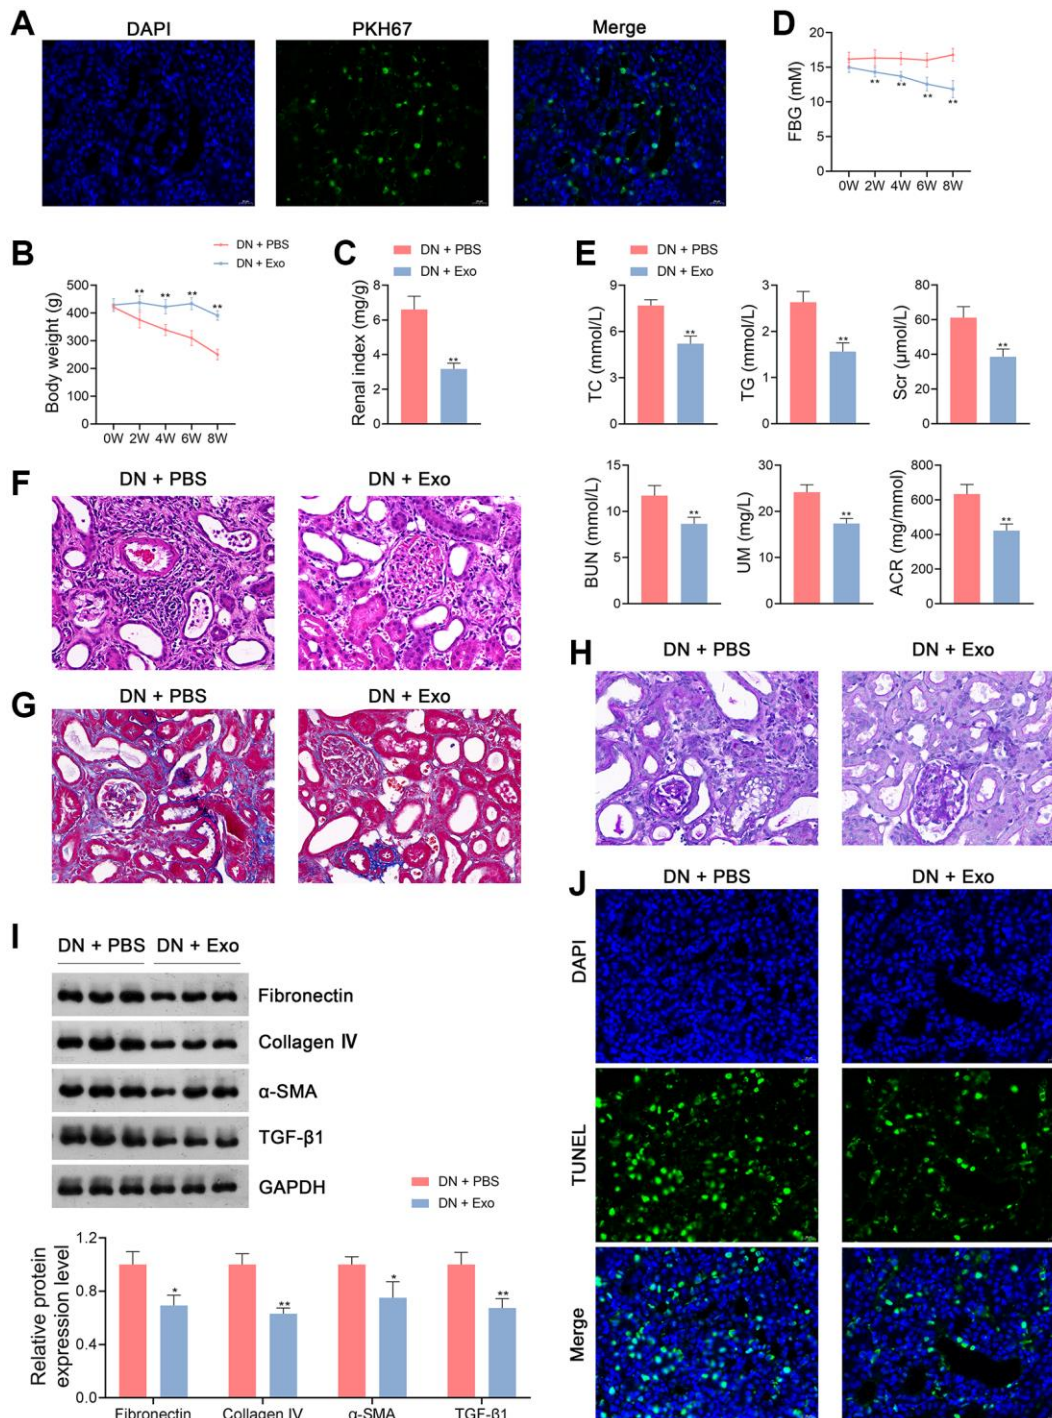 A
DAPI
PKH67
Merge
D
FBG (mM)
20
15
10
5
0
0W 2W 4W 6W 8W
** ** ** **
B
DN + PBS
DN + Exo
Body weight (g)
500
400
300
200
100
0
0W 2W 4W 6W 8W
** ** ** **
C
DN + PBS
DN + Exo
Renal index (mg/g)
8
6
4
2
0
**
E
DN + PBS
DN + Exo
TC (mmol/L)
9
6
3
0
**
TG (mmol/L)
3
2
1
0
**
Scr (μmol/L)
80
60
40
20
0
**
BUN (mmol/L)
15
10
5
0
**
UM (mg/L)
30
20
10
0
**
ACR (mg/mmol)
800
600
400
200
0
**
F
DN + PBS
DN + Exo
G
DN + PBS
DN + Exo
H
DN + PBS
DN + Exo
I
DN + PBS DN + Exo
Fibronectin
Collagen IV
α-SMA
TGF-β1
GAPDH
DN + PBS
DN + Exo
Relative protein
expression level
1.2
0.8
0.4
0.0
* ** * **
Fibronectin Collagen IV α-SMA TGF-β1
J
DN + PBS
DN + Exo
DAPI
TUNEL
Merge